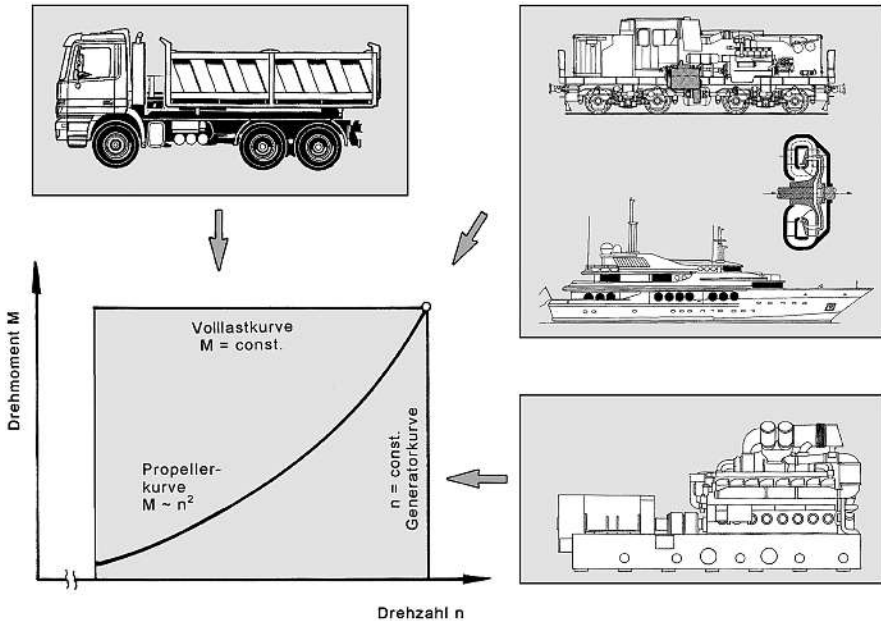 Drehmoment M
Volllastkurve
M = const.
Propeller-
kurve
M ~ n²
n = const.
Generatorkurve
Drehzahl n